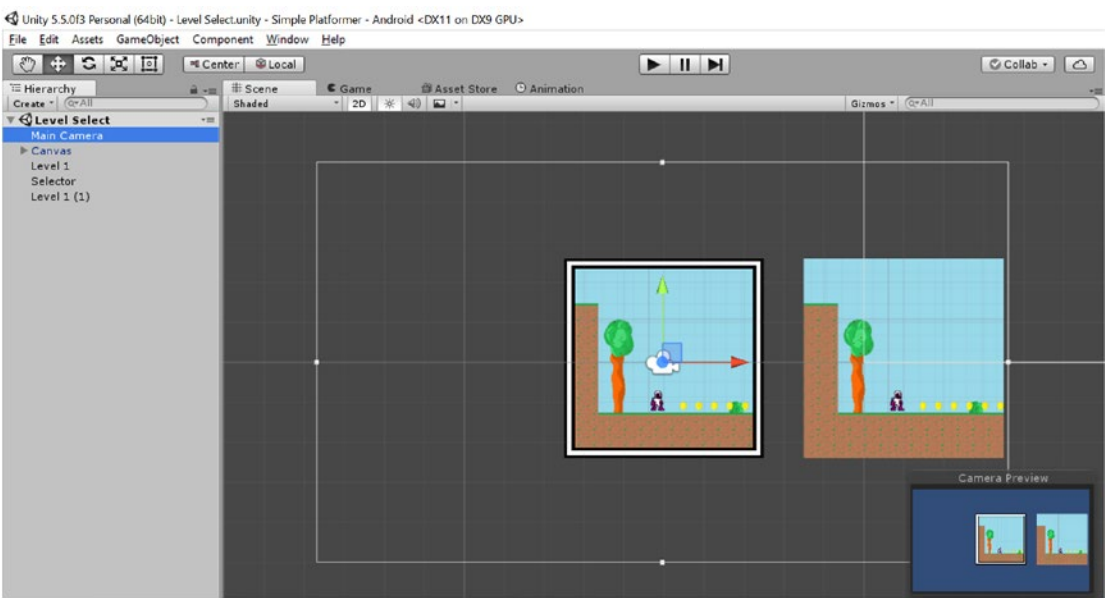 Unity 5.5.0f3 Personal (64bit) - Level Select.unity - Simple Platformer - Android <DX11 on DX9 GPU>
File Edit Assets GameObject Component Window Help
Center Local Collab
Hierarchy Scene Game Asset Store Animation
Create All Shaded 2D Gizmos All
Level Select
Main Camera
Canvas
Level 1
Selector
Level 1 (1)
Camera Preview